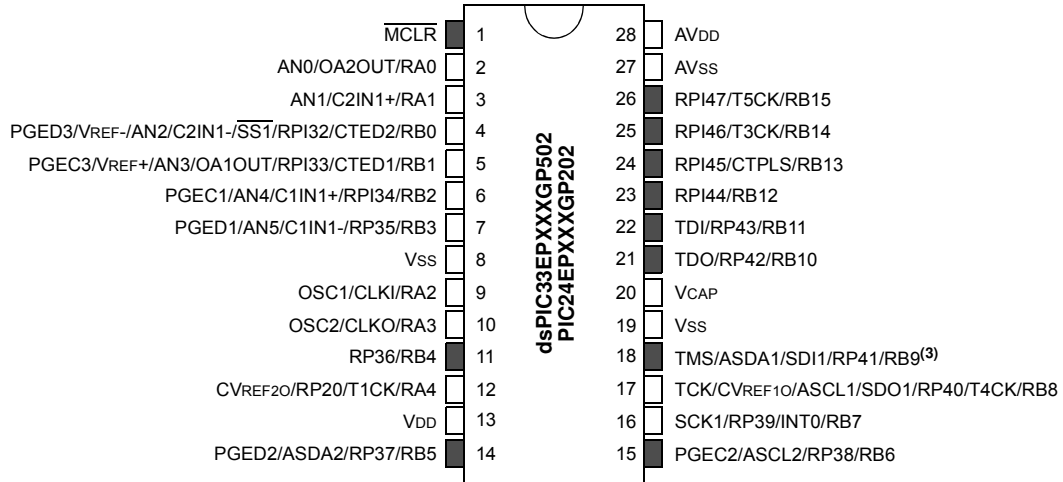 MCLR 1 28 AVDD
AN0/OA2OUT/RA0 2 27 AVSS
AN1/C2IN1+/RA1 3 26 RPI47/T5CK/RB15
PGED3/VREF-/AN2/C2IN1-/SS1/RPI32/CTED2/RB0 4 25 RPI46/T3CK/RB14
PGEC3/VREF+/AN3/OA1OUT/RPI33/CTED1/RB1 5 24 RPI45/CTPLS/RB13
PGEC1/AN4/C1IN1+/RPI34/RB2 6 23 RPI44/RB12
PGED1/AN5/C1IN1-/RP35/RB3 7 22 TDI/RP43/RB11
VSS 8 21 TDO/RP42/RB10
OSC1/CLKI/RA2 9 20 VCAP
OSC2/CLKO/RA3 10 19 VSS
RP36/RB4 11 18 TMS/ASDA1/SDI1/RP41/RB9(3)
CVREF2O/RP20/T1CK/RA4 12 17 TCK/CVREF1O/ASCL1/SDO1/RP40/T4CK/RB8
VDD 13 16 SCK1/RP39/INT0/RB7
PGED2/ASDA2/RP37/RB5 14 15 PGEC2/ASCL2/RP38/RB6
dsPIC33EPXXXGP502
PIC24EPXXXGP202